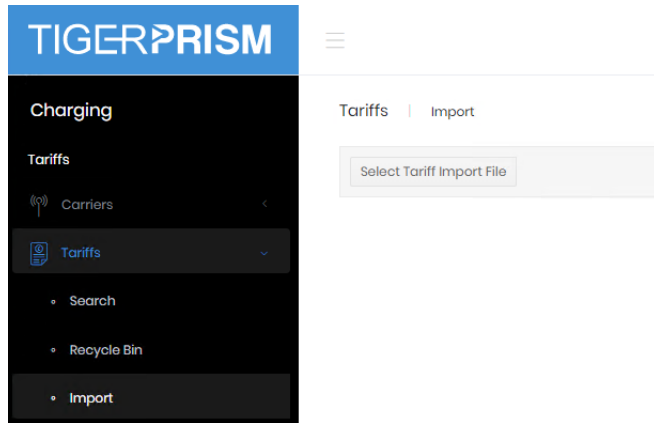 TIGERPRISM
Charging
Tariffs
Carriers
Tariffs
Search
Recycle Bin
Import
Tariffs | Import
Select Tariff Import File